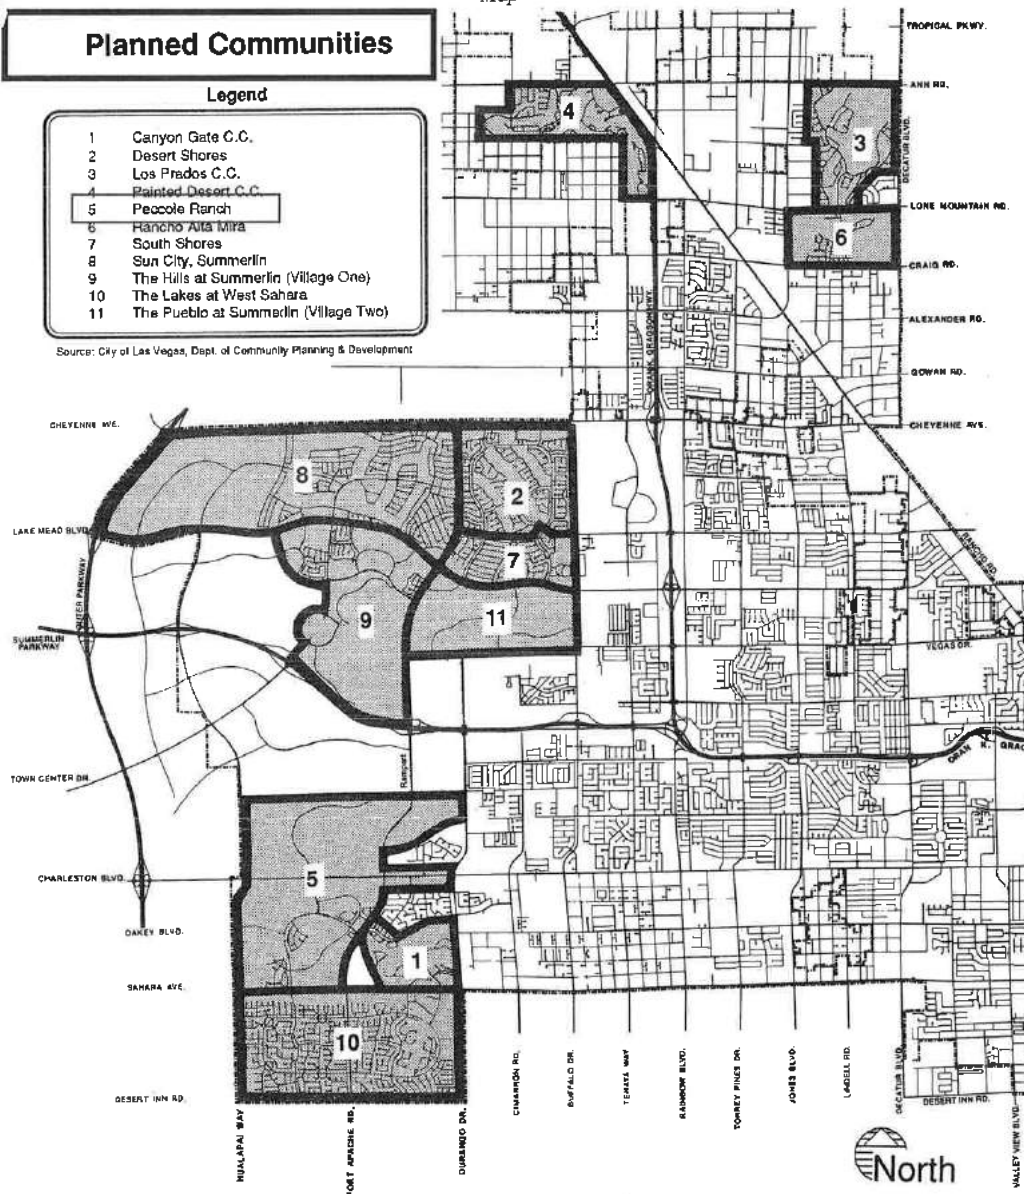 Map
Planned Communities
Legend
1 Canyon Gate C.C.
2 Desert Shores
3 Los Prados C.C.
4 Painted Desert C.C.
5 Peccole Ranch
6 Rancho Alta Mira
7 South Shores
8 Sun City, Summerlin
9 The Hills at Summerlin (Village One)
10 The Lakes at West Sahara
11 The Pueblo at Summerlin (Village Two)
Source: City of Las Vegas, Dept. of Community Planning & Development
TROPICAL PKWY.
ANN RD.
4
3
DECATUR BLVD.
LONE MOUNTAIN RD.
6
CRAIG RD.
ALEXANDER RD.
GOWAN RD.
CHEYENNE AVE.
CHEYENNE AVE.
8
2
LAKE MEAD BLVD.
7
RANCHO RD.
OUTER PARKWAY
9
11
SUMMERLIN
PARKWAY
VEGAS DR.
ORAN K. GRAG
TOWN CENTER DR.
Rampart
5
CHARLESTON BLVD.
OAKEY BLVD.
1
SAHARA AVE.
10
DESERT INN RD.
DESERT INN RD.
HUALAPAI WAY
FORT APACHE RD.
DURANGO DR.
CIMARRON RD.
BUFFALO DR.
TENAYA WAY
RAINBOW BLVD.
TORREY PINES DR.
JONES BLVD.
LINDELL RD.
DECATUR BLVD.
VALLEY VIEW BLVD.
North